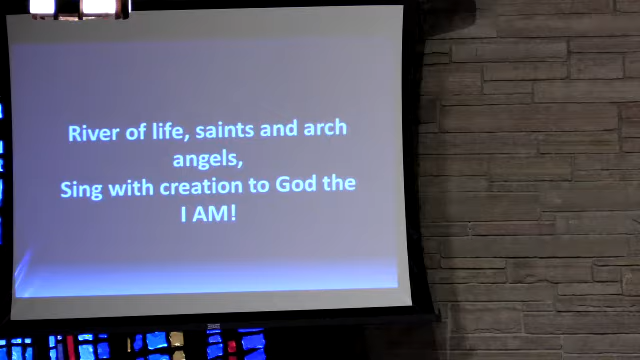 River of life, saints and arch
angels,
Sing with creation to God the
I AM!